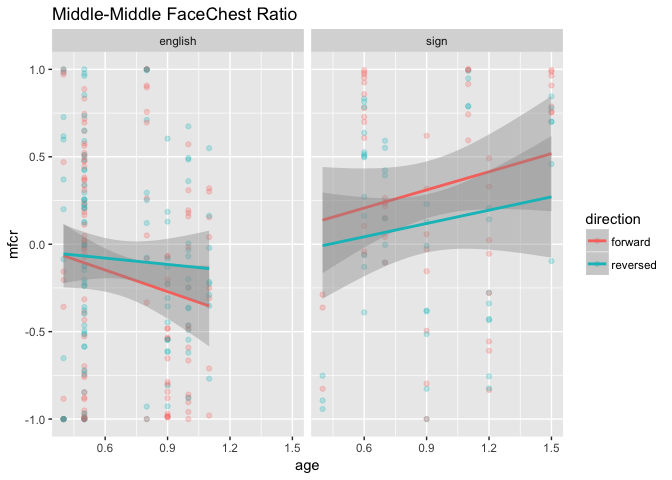 Middle-Middle FaceChest Ratio
english
sign
1.0
0.5
0.0
-0.5
-1.0
mfcr
0.6
0.9
1.2
1.5
0.6
0.9
1.2
1.5
age
direction
forward
reversed